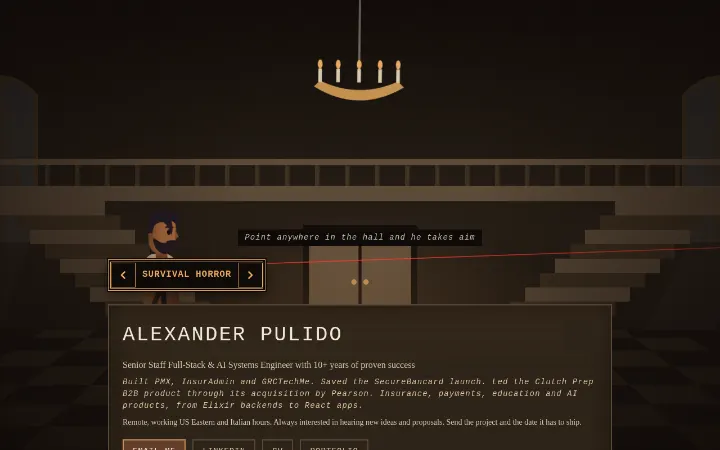 Point anywhere in the hall and he takes aim
SURVIVAL HORROR
ALEXANDER PULIDO
Senior Staff Full-Stack & AI Systems Engineer with 10+ years of proven success
Built PMX, InsurAdmin and GRCTechMe. Saved the SecureBancard launch. Led the Clutch Prep
B2B product through its acquisition by Pearson. Insurance, payments, education and AI
products, from Elixir backends to React apps.
Remote, working US Eastern and Italian hours. Always interested in hearing new ideas and proposals. Send the project and the date it has to ship.
EMAIL ME
LINKEDIN